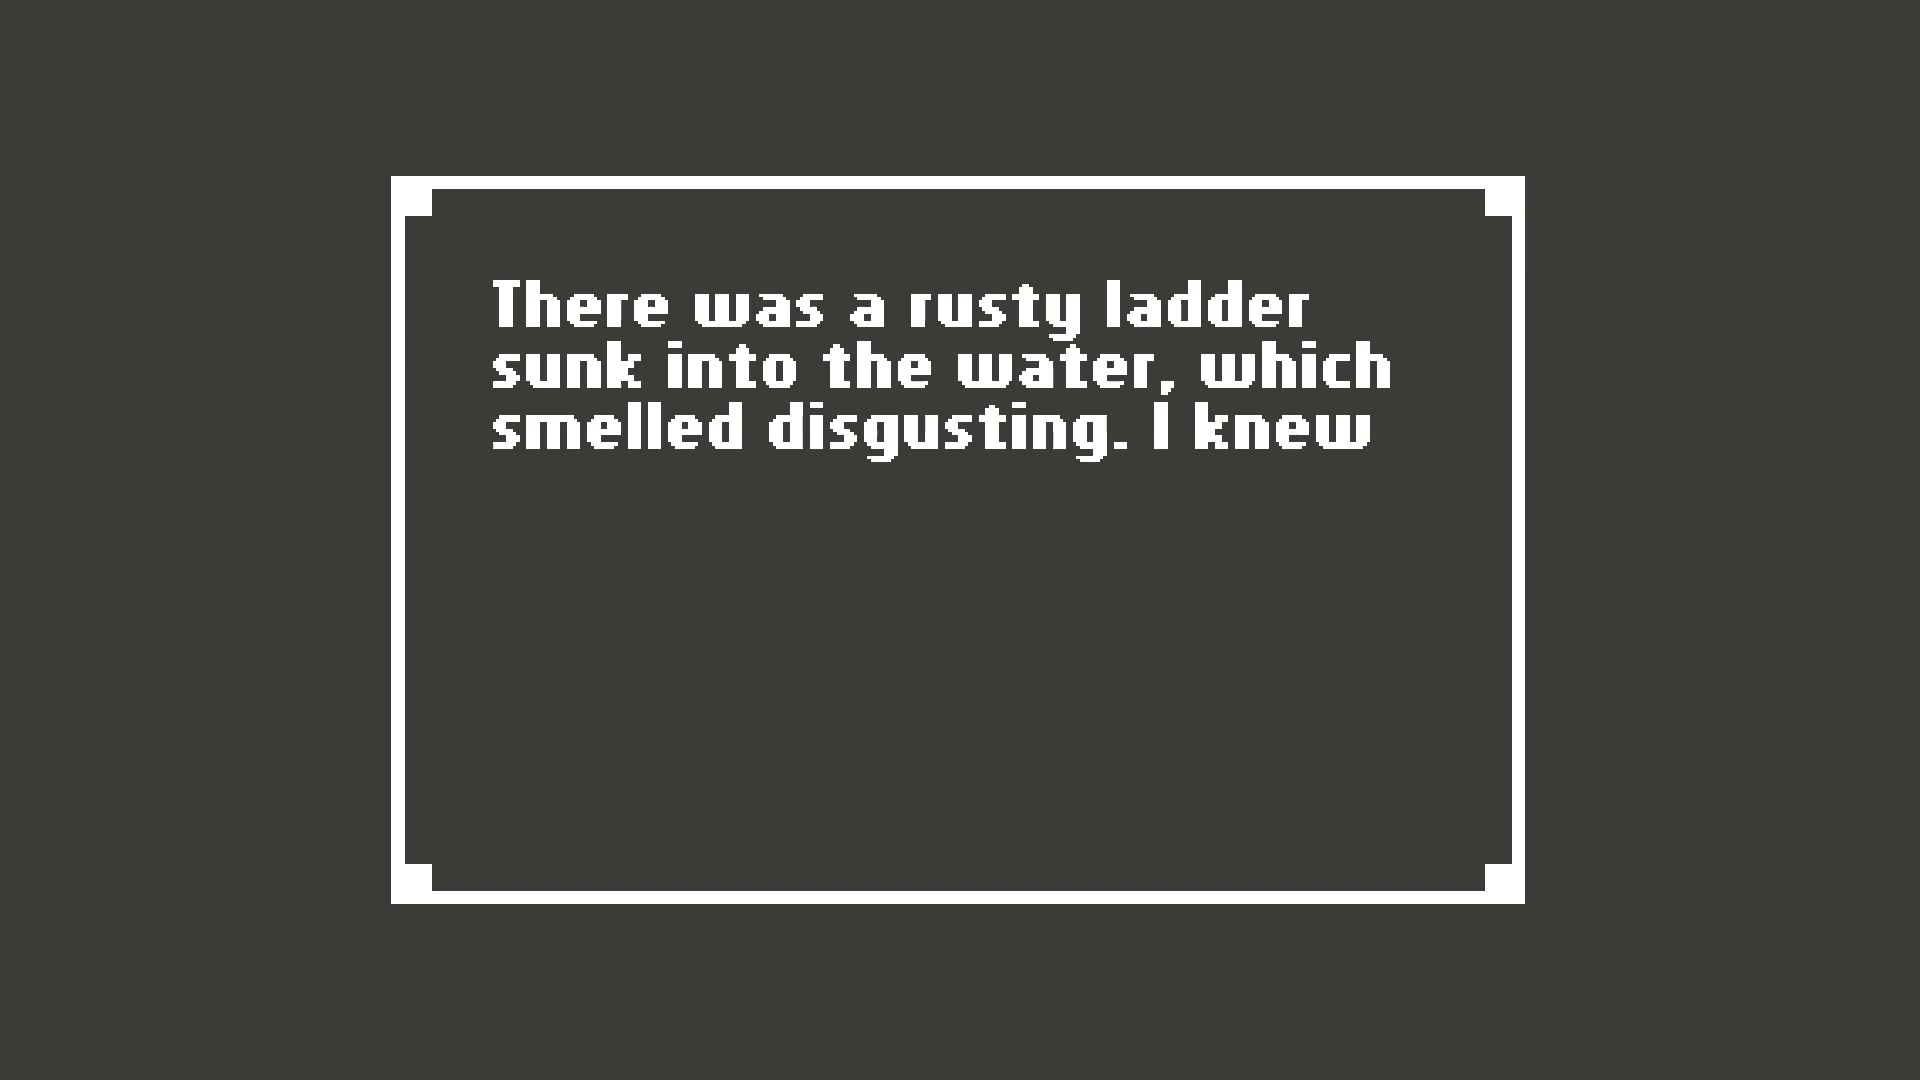 There was a rusty ladder
sunk into the water, which
smelled disgusting. I knew